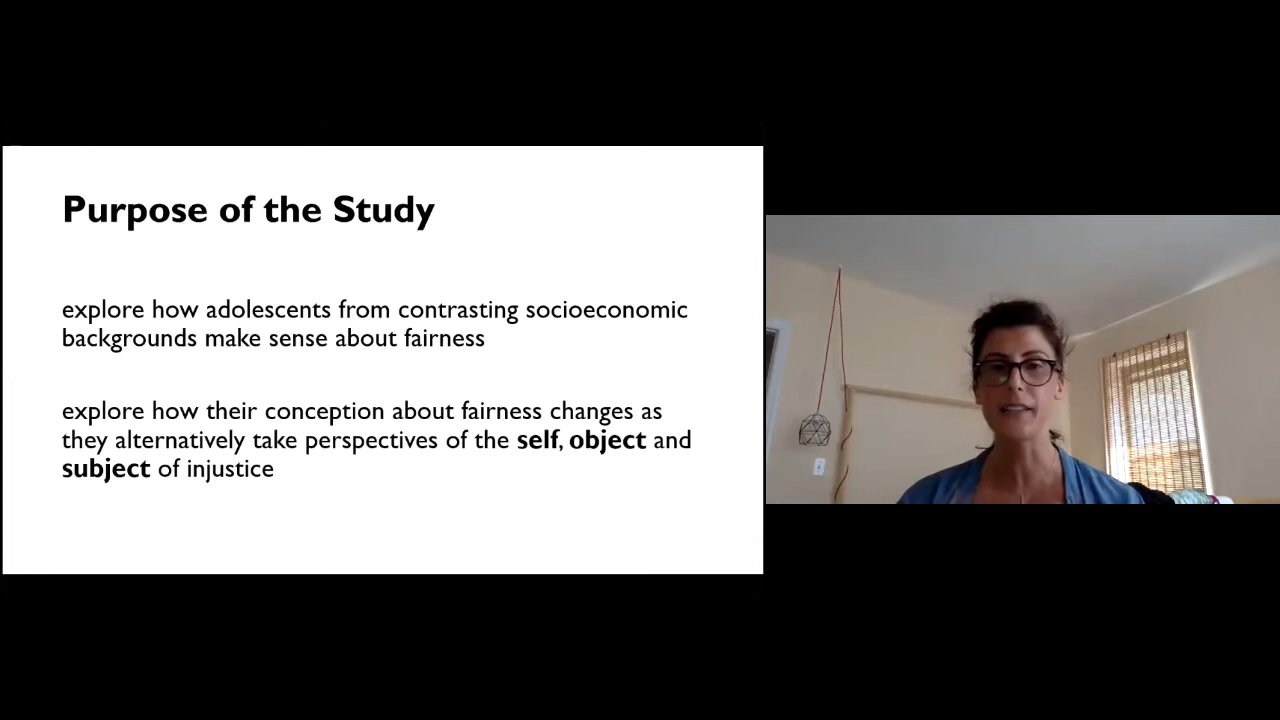 Purpose of the Study
explore how adolescents from contrasting socioeconomic
backgrounds make sense about fairness
explore how their conception about fairness changes as
they alternatively take perspectives of the self, object and
subject of injustice